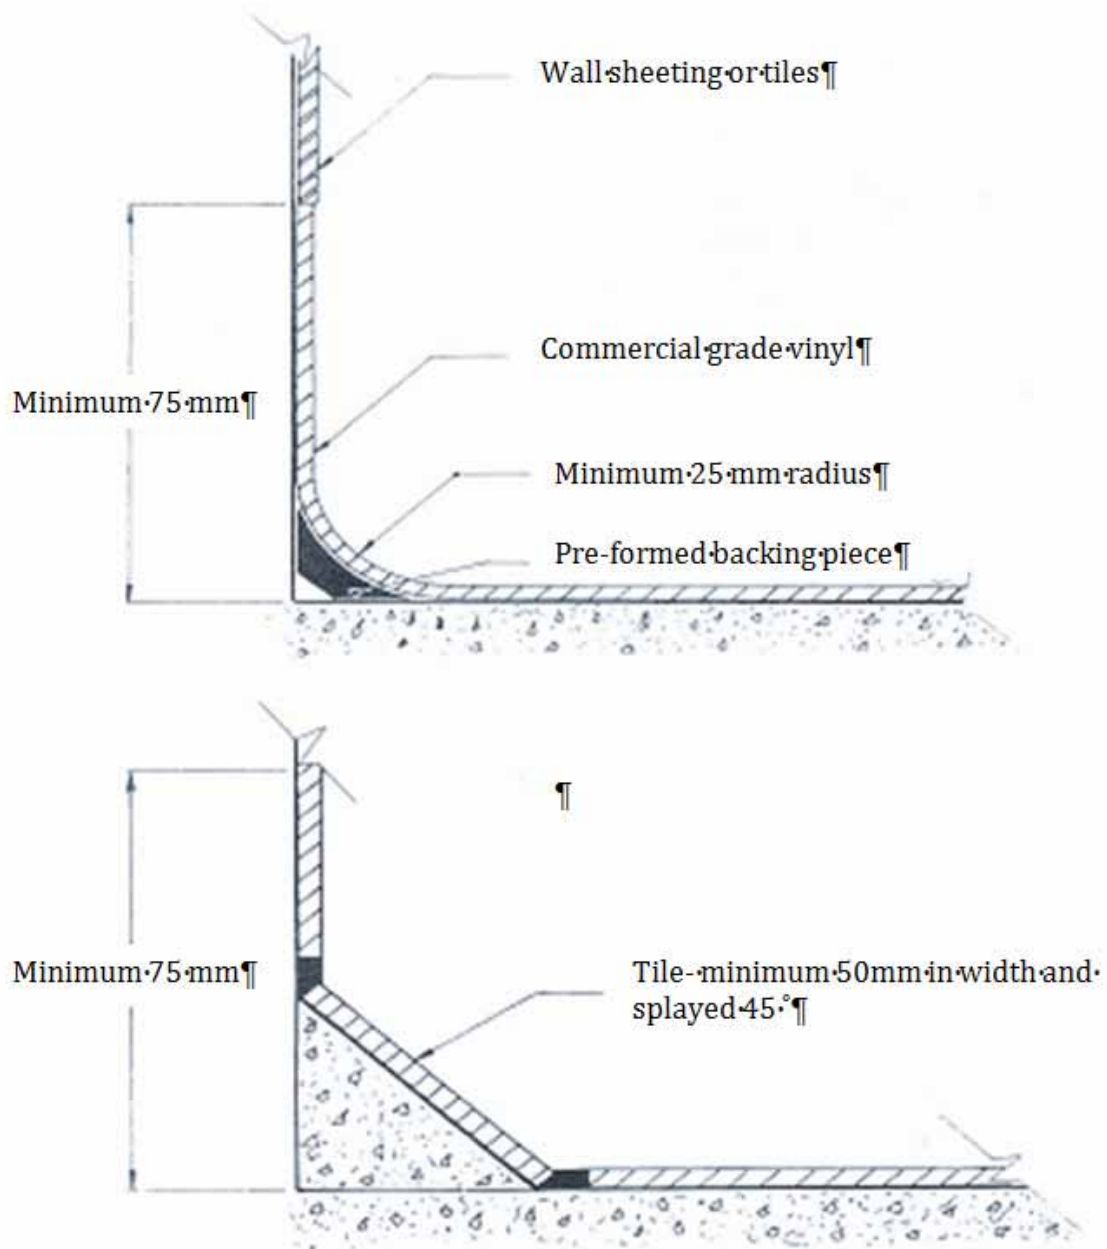 Wall·sheeting·or·tiles¶
Commercial·grade·vinyl¶
Minimum·75·mm¶
Minimum·25·mm·radius¶
Pre-formed·backing·piece¶
¶
Minimum·75·mm¶
Tile-·minimum·50mm·in·width·and·
splayed·45·°¶